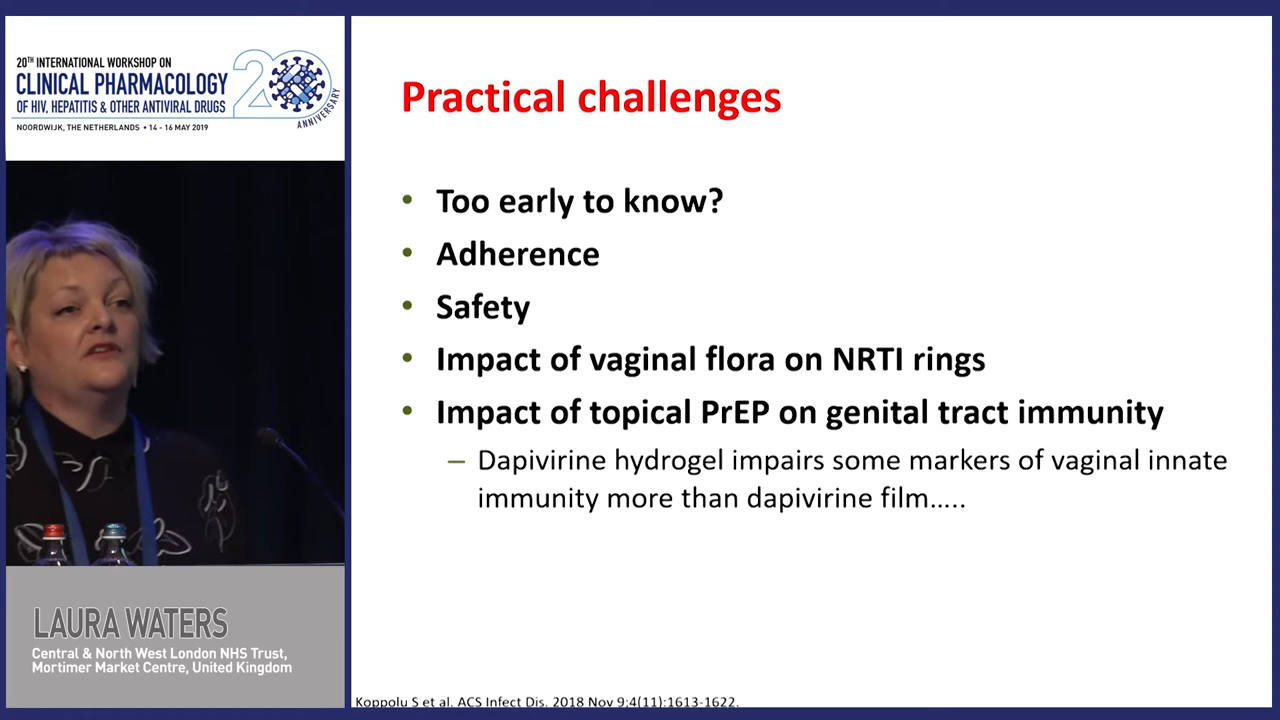 20TH INTERNATIONAL WORKSHOP ON
CLINICAL PHARMACOLOGY
OF HIV, HEPATITIS & OTHER ANTIVIRAL DRUGS
NOORDWIJK, THE NETHERLANDS • 14 - 16 MAY 2019
20
ANNIVERSARY
Practical challenges
• Too early to know?
• Adherence
• Safety
• Impact of vaginal flora on NRTI rings
• Impact of topical PrEP on genital tract immunity
– Dapivirine hydrogel impairs some markers of vaginal innate
immunity more than dapivirine film…..
LAURA WATERS
Central & North West London NHS Trust,
Mortimer Market Centre, United Kingdom
Koppolu S et al. ACS Infect Dis. 2018 Nov 9;4(11):1613-1622.